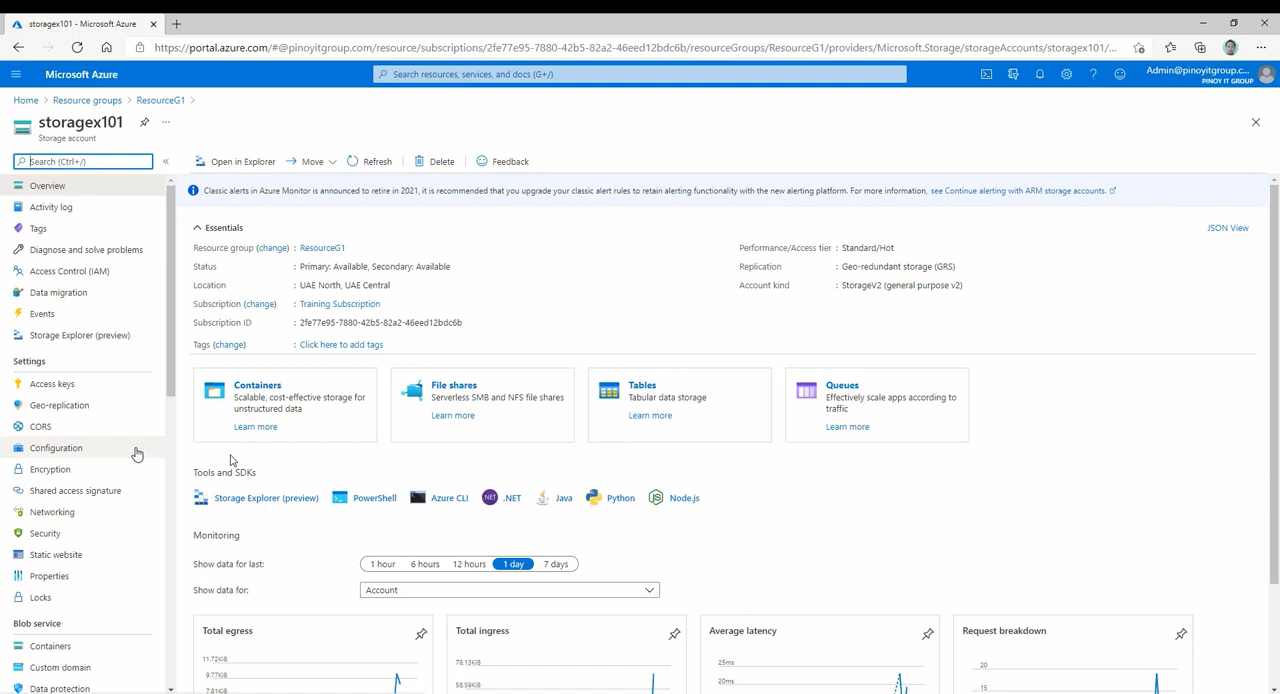 storagex101 - Microsoft Azure
https://portal.azure.com/#@pinoyitgroup.com/resource/subscriptions/2fe77e95-7880-42b5-82a2-46eed12bdc6b/resourceGroups/ResourceG1/providers/Microsoft.Storage/storageAccounts/storagex101/...
Microsoft Azure
Search resources, services, and docs (G+/)
Admin@pinoyitgroup.c...
PINOY IT GROUP
Home > Resource groups > ResourceG1 >
storagex101
Storage account
Search (Ctrl+/)
Open in Explorer
Move
Refresh
Delete
Feedback
Overview
Activity log
Tags
Diagnose and solve problems
Access Control (IAM)
Data migration
Events
Storage Explorer (preview)
Settings
Access keys
Geo-replication
CORS
Configuration
Encryption
Shared access signature
Networking
Security
Static website
Properties
Locks
Blob service
Containers
Custom domain
Data protection
Classic alerts in Azure Monitor is announced to retire in 2021, it is recommended that you upgrade your classic alert rules to retain alerting functionality with the new alerting platform. For more information, see Continue alerting with ARM storage accounts.
Essentials
JSON View
Resource group (change) : ResourceG1
Status : Primary: Available, Secondary: Available
Location : UAE North, UAE Central
Subscription (change) : Training Subscription
Subscription ID : 2fe77e95-7880-42b5-82a2-46eed12bdc6b
Tags (change) : Click here to add tags
Performance/Access tier : Standard/Hot
Replication : Geo-redundant storage (GRS)
Account kind : StorageV2 (general purpose v2)
Containers
Scalable, cost-effective storage for
unstructured data
Learn more
File shares
Serverless SMB and NFS file shares
Learn more
Tables
Tabular data storage
Learn more
Queues
Effectively scale apps according to
traffic
Learn more
Tools and SDKs
Storage Explorer (preview)
PowerShell
Azure CLI
NET
.NET
Java
Python
Node.js
Monitoring
Show data for last:
1 hour
6 hours
12 hours
1 day
7 days
Show data for:
Account
Total egress
11.72KiB
9.77KiB
7.81KiB
Total ingress
78.13KiB
58.59KiB
Average latency
25ms
20ms
Request breakdown
20
15